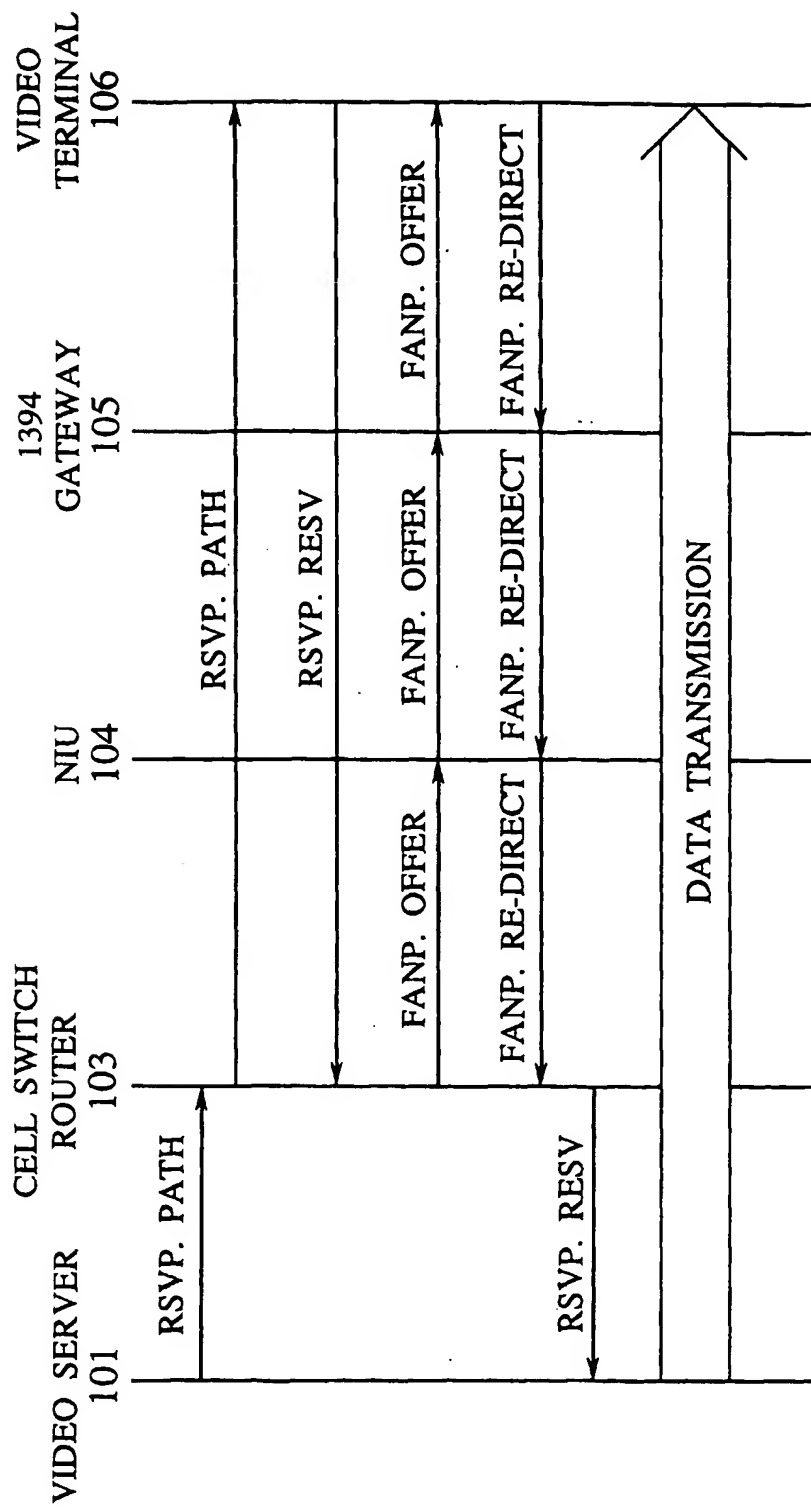 VIDEO SERVER
101
CELL SWITCH
ROUTER
103
NIU
104
1394
GATEWAY
105
VIDEO
TERMINAL
106
RSVP. PATH
RSVP. PATH
RSVP. RESV
FANP. OFFER
FANP. OFFER
FANP. OFFER
FANP. RE-DIRECT
FANP. RE-DIRECT
FANP. RE-DIRECT
RSVP. RESV
DATA TRANSMISSION